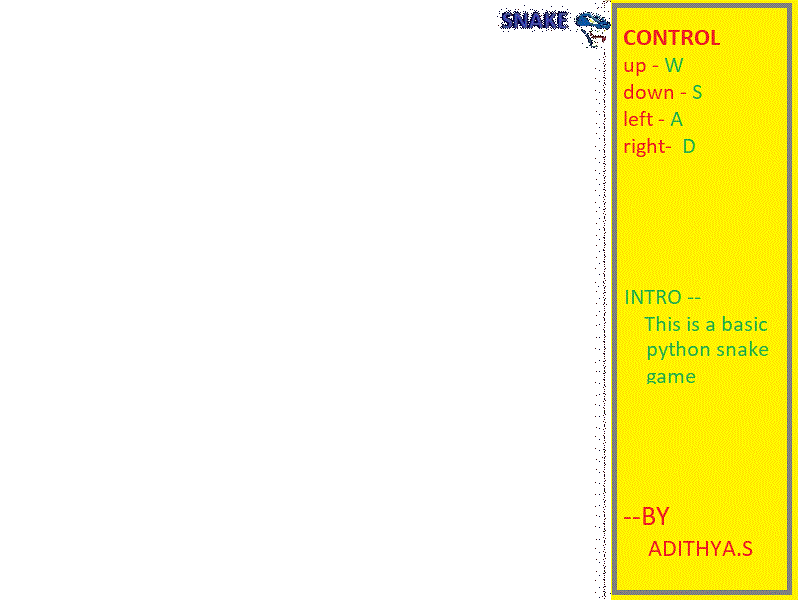 SNAKE
CONTROL
up - W
down - S
left - A
right-  D
INTRO --
This is a basic
python snake
game
--BY
ADITHYA.S